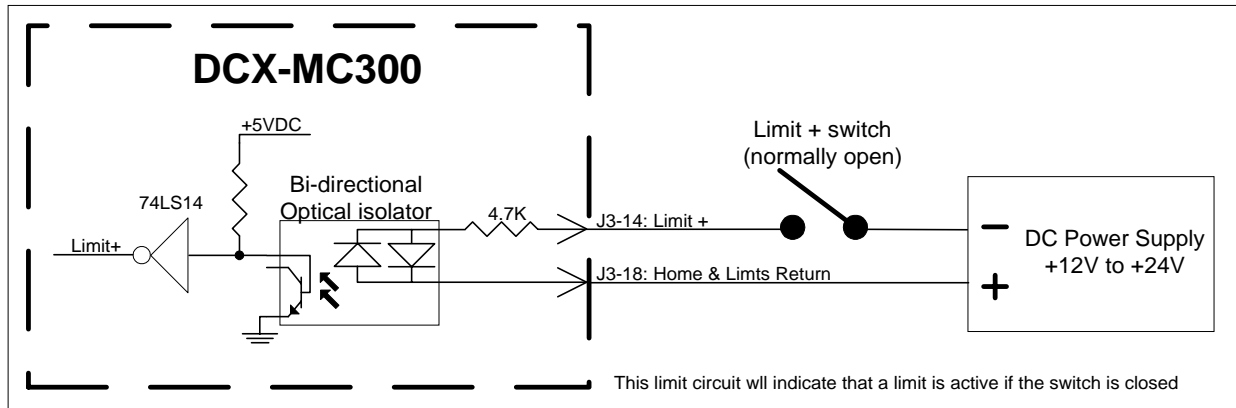 DCX-MC300
+5VDC
Bi-directional
Optical isolator
74LS14
4.7K
Limit+
J3-14: Limit +
J3-18: Home & Limts Return
Limit + switch
(normally open)
DC Power Supply
+12V to +24V
-
+
This limit circuit wll indicate that a limit is active if the switch is closed